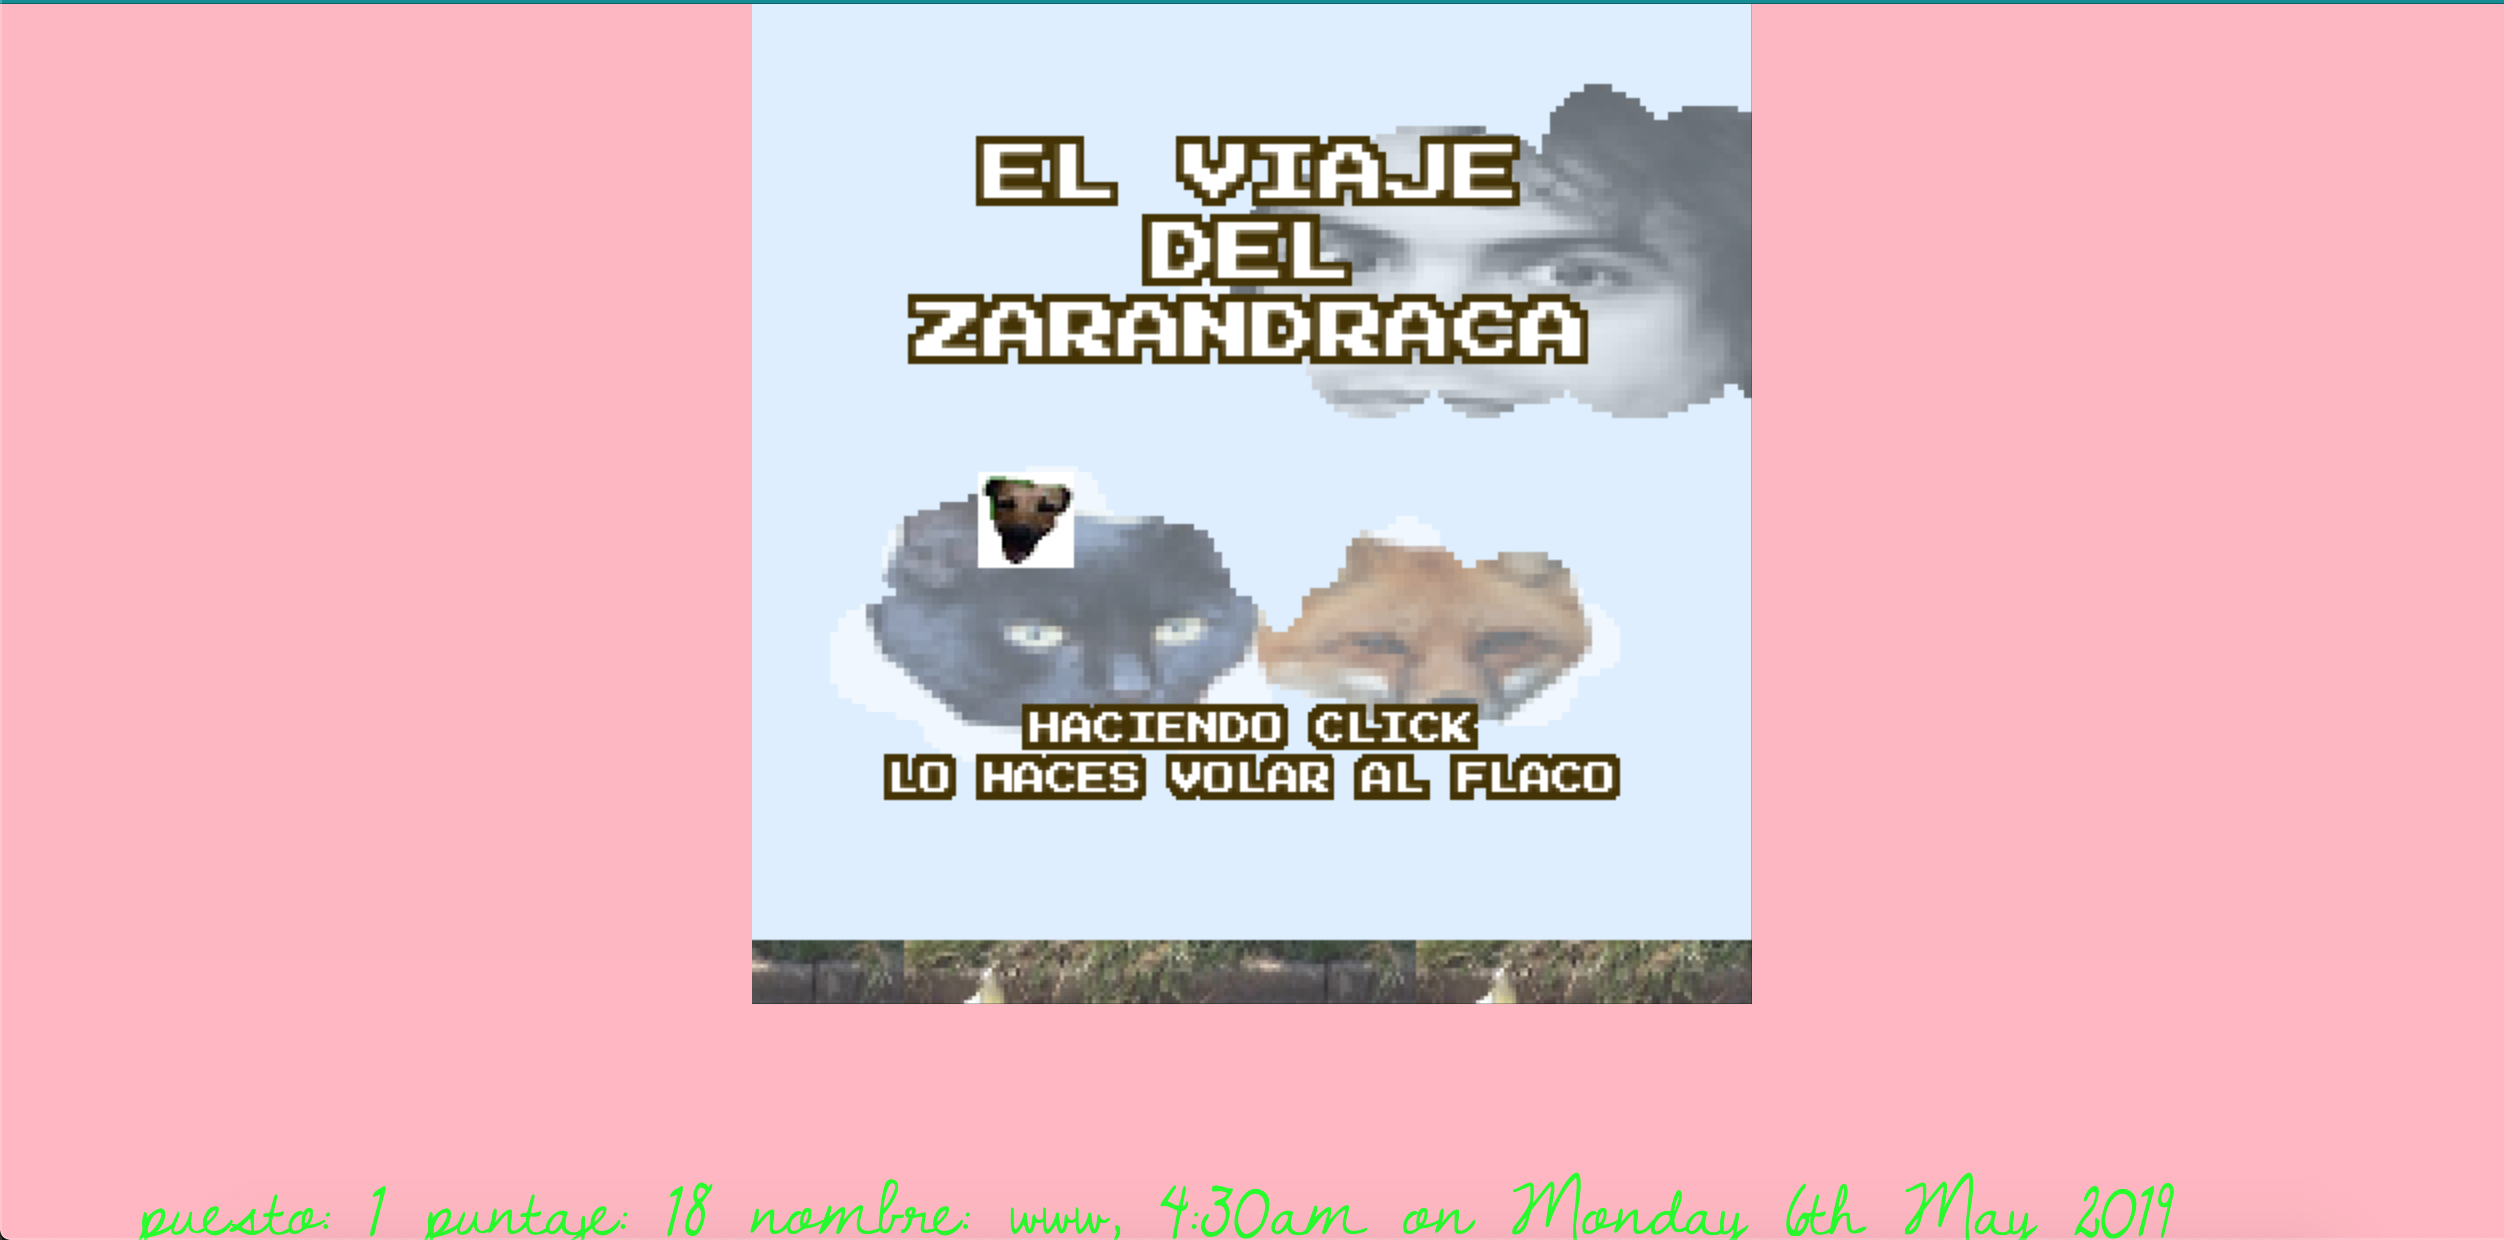 EL VIAJE
DEL
ZARANDRACA
HACIENDO CLICK
LO HACES VOLAR AL FLACO
puesto: 1 puntaje: 18 nombre: www, 4:30am on Monday 6th May 2019